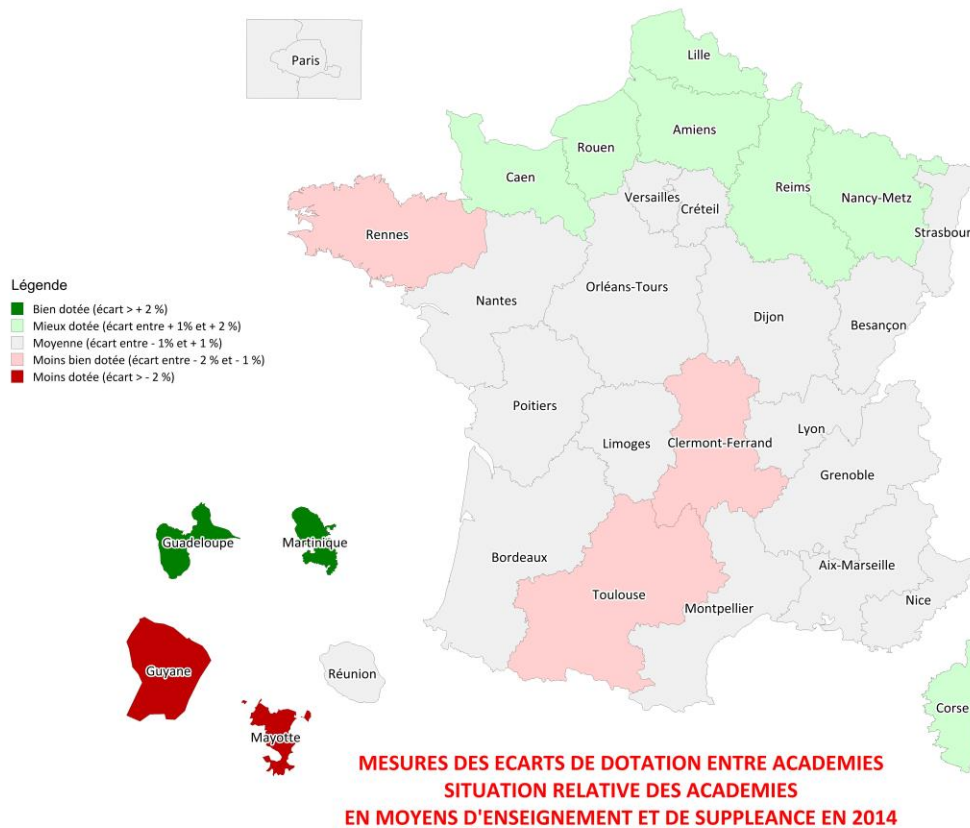 Paris
Lille
Amiens
Rouen
Caen
Reims
Nancy-Metz
Versailles
Créteil
Strasbour
Rennes
Légende
Bien dotée (écart > + 2 %)
Mieux dotée (écart entre + 1% et + 2 %)
Moyenne (écart entre - 1% et + 1 %)
Moins bien dotée (écart entre - 2 % et - 1 %)
Moins dotée (écart > - 2 %)
Nantes
Orléans-Tours
Dijon
Besançon
Poitiers
Limoges
Clermont-Ferrand
Lyon
Grenoble
Guadeloupe
Martinique
Bordeaux
Toulouse
Aix-Marseille
Montpellier
Nice
Guyane
Réunion
Mayotte
Corse
MESURES DES ECARTS DE DOTATION ENTRE ACADEMIES
SITUATION RELATIVE DES ACADEMIES
EN MOYENS D'ENSEIGNEMENT ET DE SUPPLEANCE EN 2014